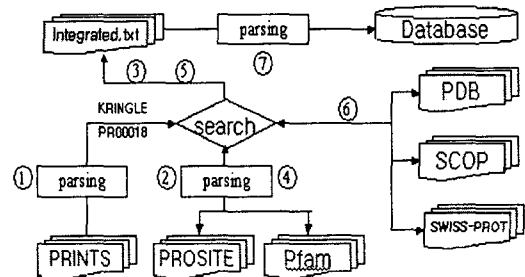 Integrated.txt
parsing
⑦
Database
③
⑤
KRINGLE
PR00018
search
⑥
PDB
①
parsing
②
parsing
④
SCOP
PRINTS
PROSITE
Pfam
SWISS-PROT